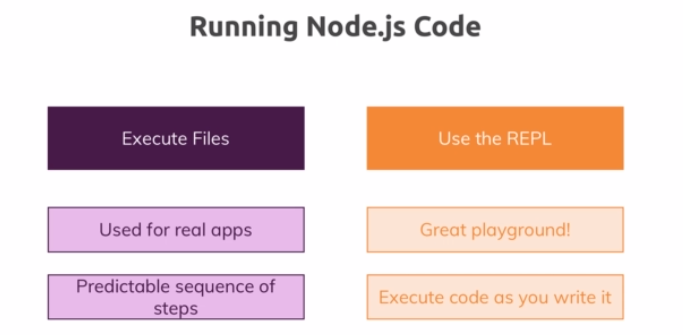 Running Node.js Code
Execute Files
Use the REPL
Used for real apps
Great playground!
Predictable sequence of
steps
Execute code as you write it